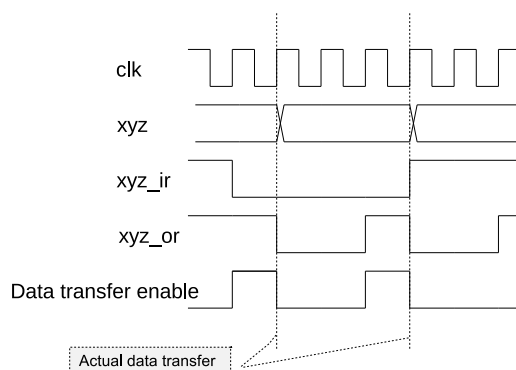 clk
xyz
xyz_ir
xyz_or
Data transfer enable
Actual data transfer